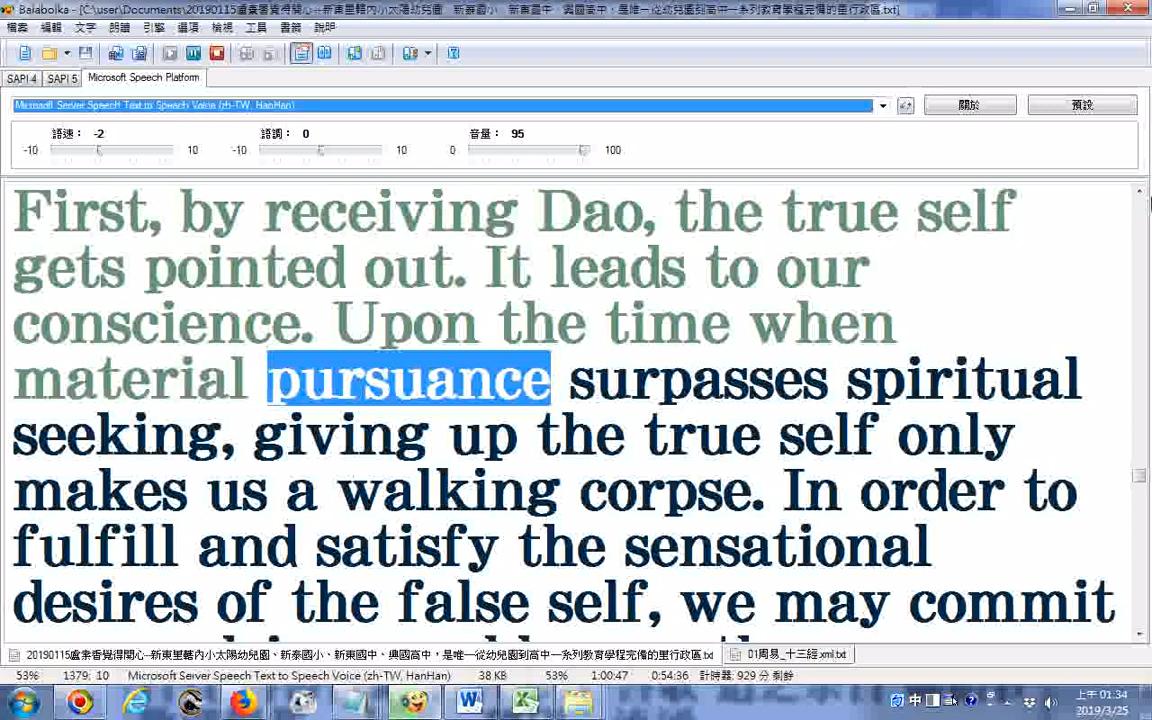 Balabolka - [C:\user\Documents\20190115盧素香覺得開心--新東里轄內小太陽幼兒園、新泰國小、新東國中、興國高中，是唯一從幼兒園到高中一系列教育學程完備的里行政區.txt]
檔案 編輯 文字 朗讀 引擎 選項 檢視 工具 書籤 說明
SAPI 4 SAPI 5 Microsoft Speech Platform
Microsoft Server Speech Text to Speech Voice (zh-TW, HanHan) 關於 預設
語速： -2 語調： 0 音量： 95
-10 10 -10 10 0 100
First, by receiving Dao, the true self
gets pointed out. It leads to our
conscience. Upon the time when
material pursuance surpasses spiritual
seeking, giving up the true self only
makes us a walking corpse. In order to
fulfill and satisfy the sensational
desires of the false self, we may commit
20190115盧素香覺得開心--新東里轄內小太陽幼兒園、新泰國小、新東國中、興國高中，是唯一從幼兒園到高中一系列教育學程完備的里行政區.txt 01周易_十三經.xml.txt
53% 1379, 10 Microsoft Server Speech Text to Speech Voice (zh-TW, HanHan) 38 KB 53% 1:00:47 0:54:36 計時器: 929 分 剩餘
中 上午 01:34
2019/3/25